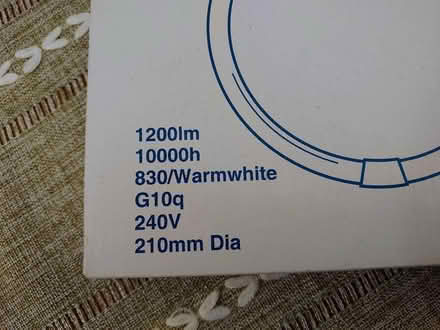 1200lm
10000h
830/Warmwhite
G10q
240V
210mm Dia